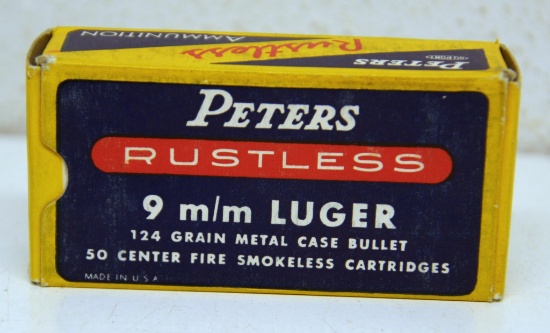 Rustless
AMMUNITION
PETERS
DUPONT
PETERS
RUSTLESS
9 m/m LUGER
124 GRAIN METAL CASE BULLET
50 CENTER FIRE SMOKELESS CARTRIDGES
MADE IN U.S.A.